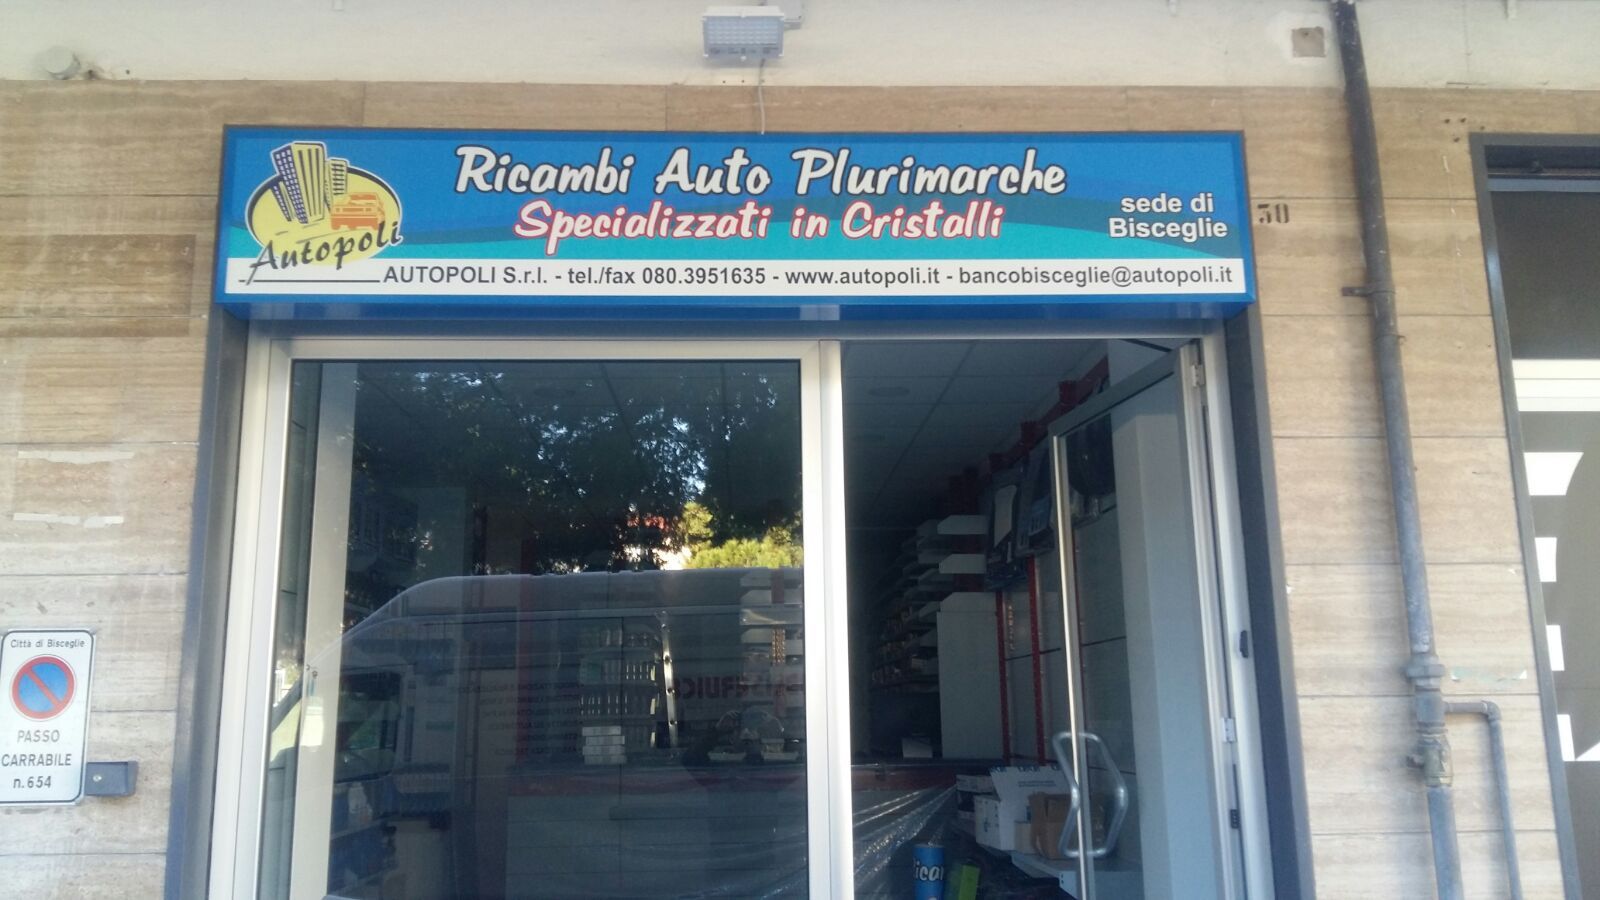 Ricambi Auto Plurimarche
Specializzati in Cristalli
sede di
Bisceglie
Autopoli
AUTOPOLI S.r.l. - tel./fax 080.3951635 - www.autopoli.it - bancobisceglie@autopoli.it
30
Città di Bisceglie
PASSO
CARRABILE
n.654